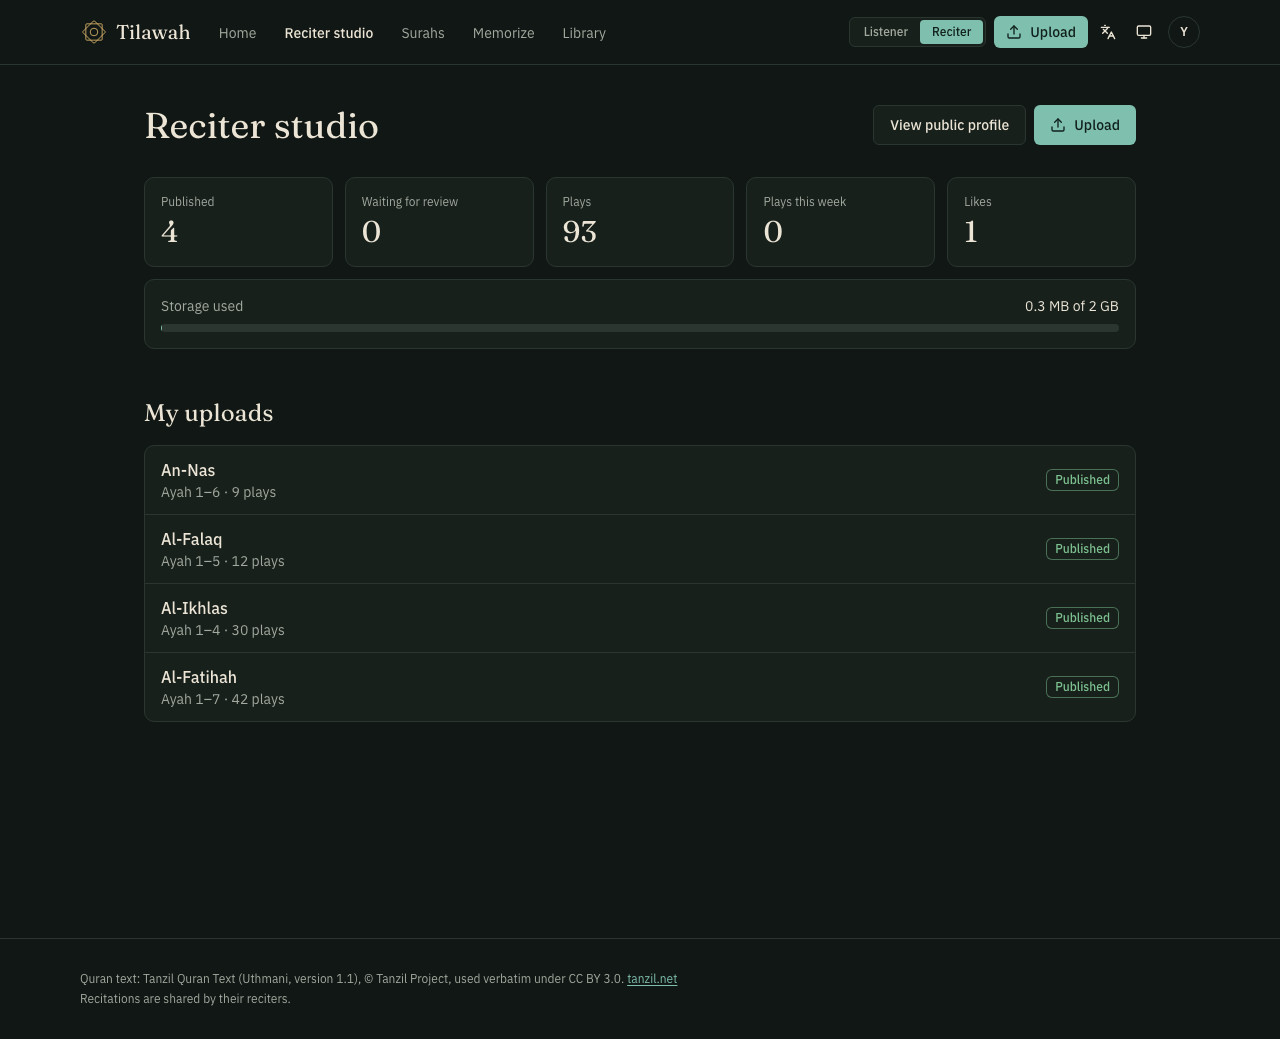 Tilawah
Home
Reciter studio
Surahs
Memorize
Library
Listener
Reciter
Upload
Y
Reciter studio
View public profile
Upload
Published
4
Waiting for review
0
Plays
93
Plays this week
0
Likes
1
Storage used
0.3 MB of 2 GB
My uploads
An-Nas
Ayah 1–6 · 9 plays
Published
Al-Falaq
Ayah 1–5 · 12 plays
Published
Al-Ikhlas
Ayah 1–4 · 30 plays
Published
Al-Fatihah
Ayah 1–7 · 42 plays
Published
Quran text: Tanzil Quran Text (Uthmani, version 1.1), © Tanzil Project, used verbatim under CC BY 3.0. tanzil.net
Recitations are shared by their reciters.